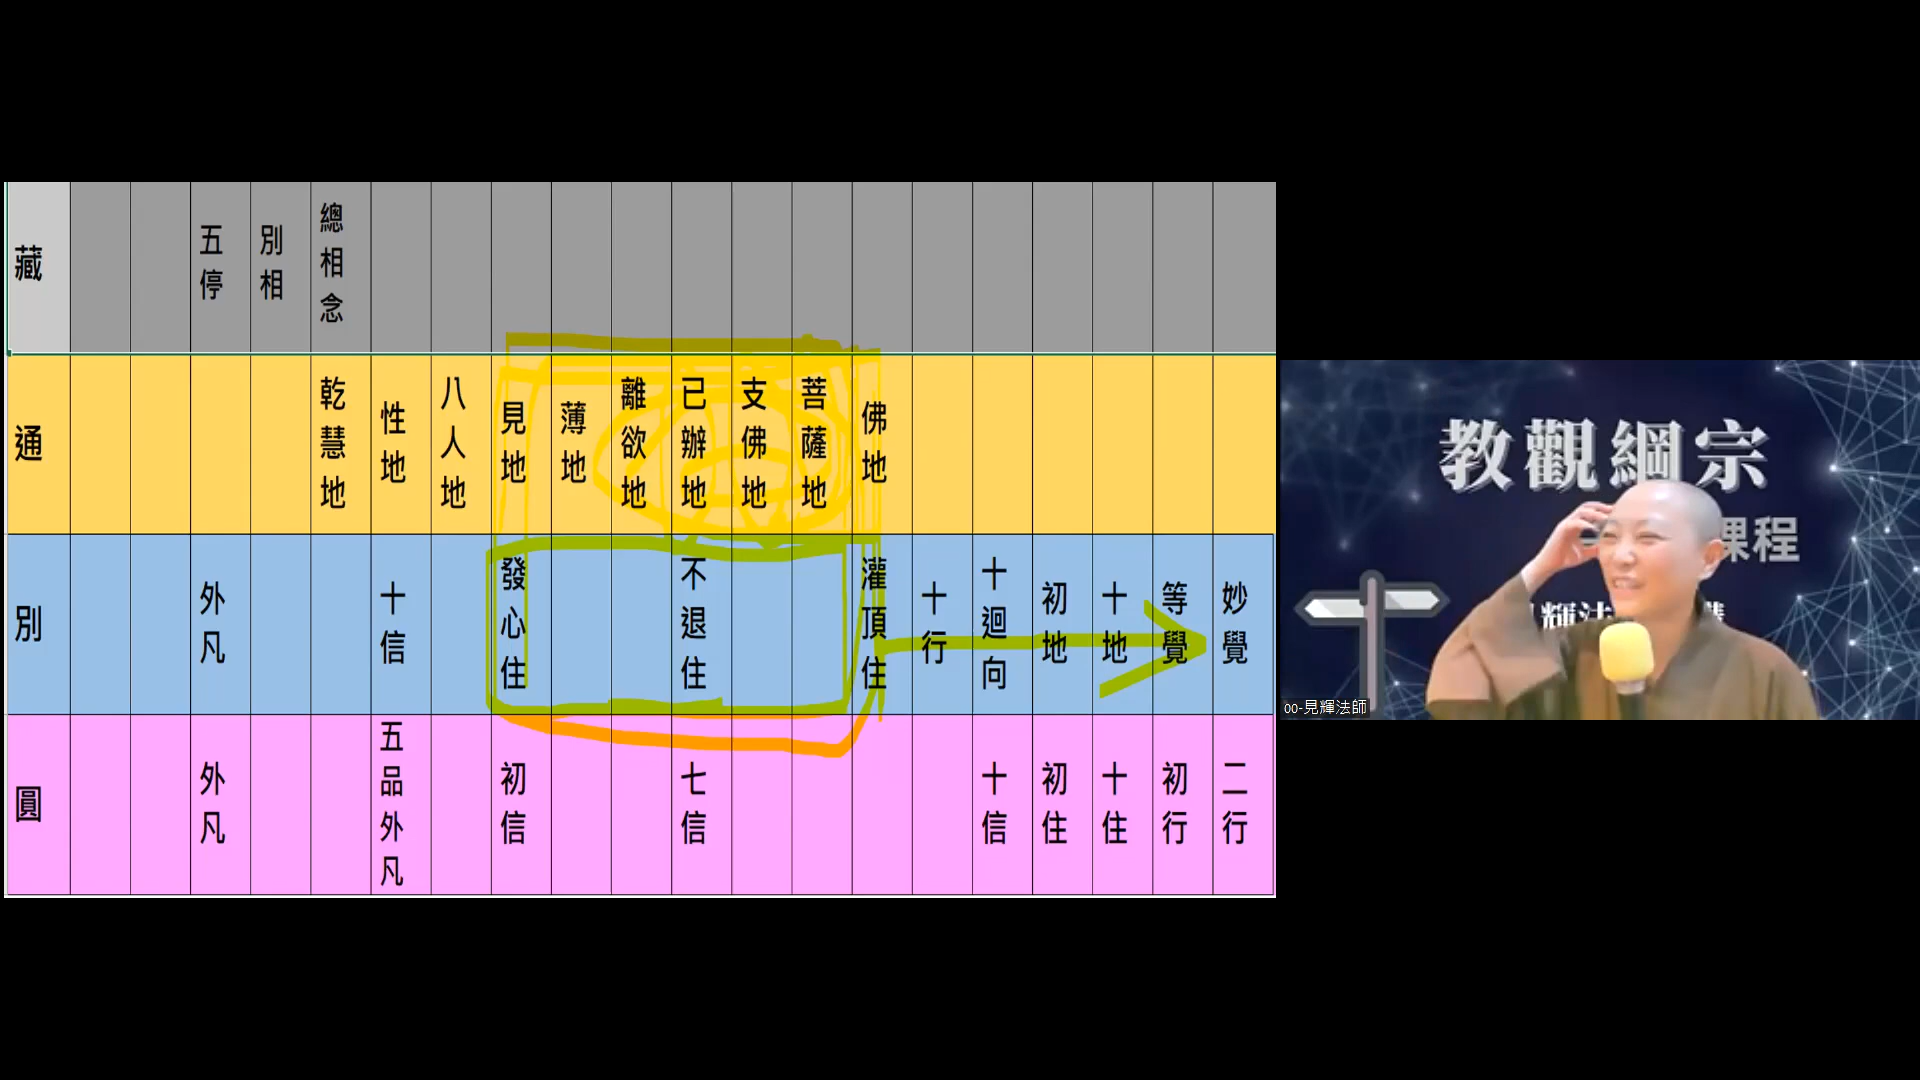 藏 五停 別相 總相念
通 乾慧地 性地 八人地 見地 薄地 離欲地 已辦地 支佛地 菩薩地 佛地
別 外凡 十信 發心住 不退住 灌頂住 十行 十迴向 初地 十地 等覺 妙覺
圓 外凡 五品外凡 初信 七信 十信 初住 十住 初行 二行
教觀綱宗
課程
輝法
oo-見輝法師